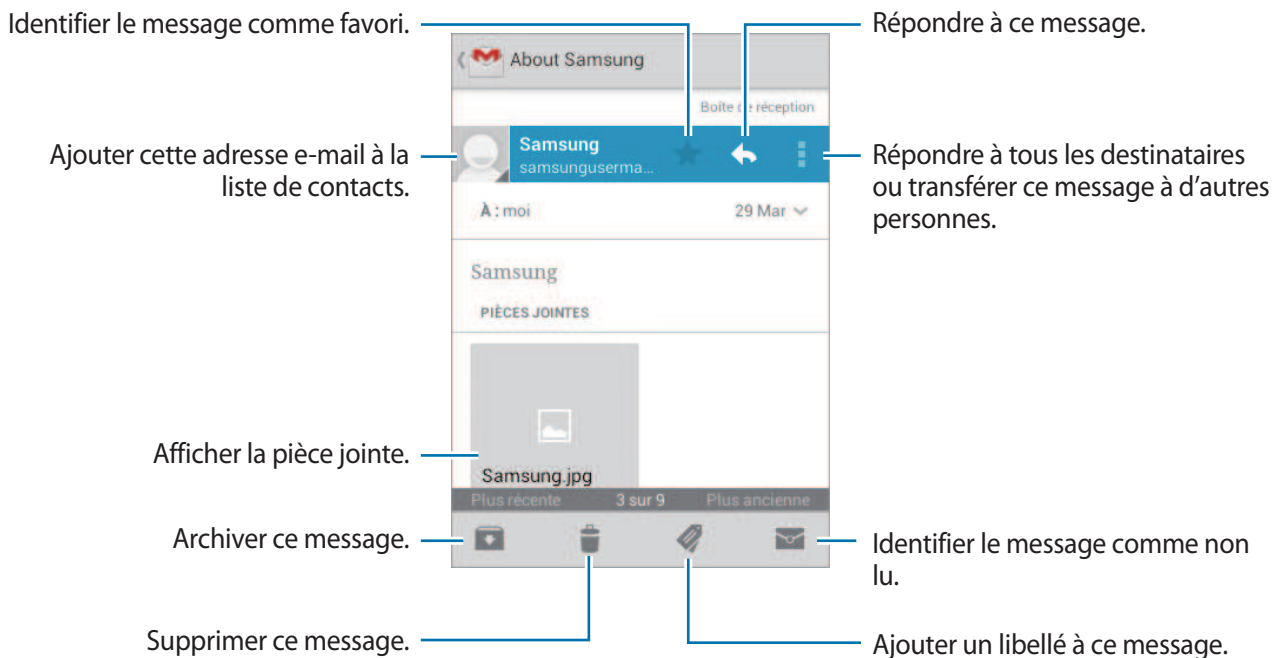 Identifier le message comme favori.
Répondre à ce message.
About Samsung
Boîte de réception
Ajouter cette adresse e-mail à la
liste de contacts.
Samsung
samsunguserma...
Répondre à tous les destinataires
ou transférer ce message à d'autres
personnes.
À : moi
29 Mar
Samsung
PIÈCES JOINTES
Afficher la pièce jointe.
Samsung.jpg
Plus récente 3 sur 9 Plus ancienne
Archiver ce message.
Identifier le message comme non
lu.
Supprimer ce message.
Ajouter un libellé à ce message.